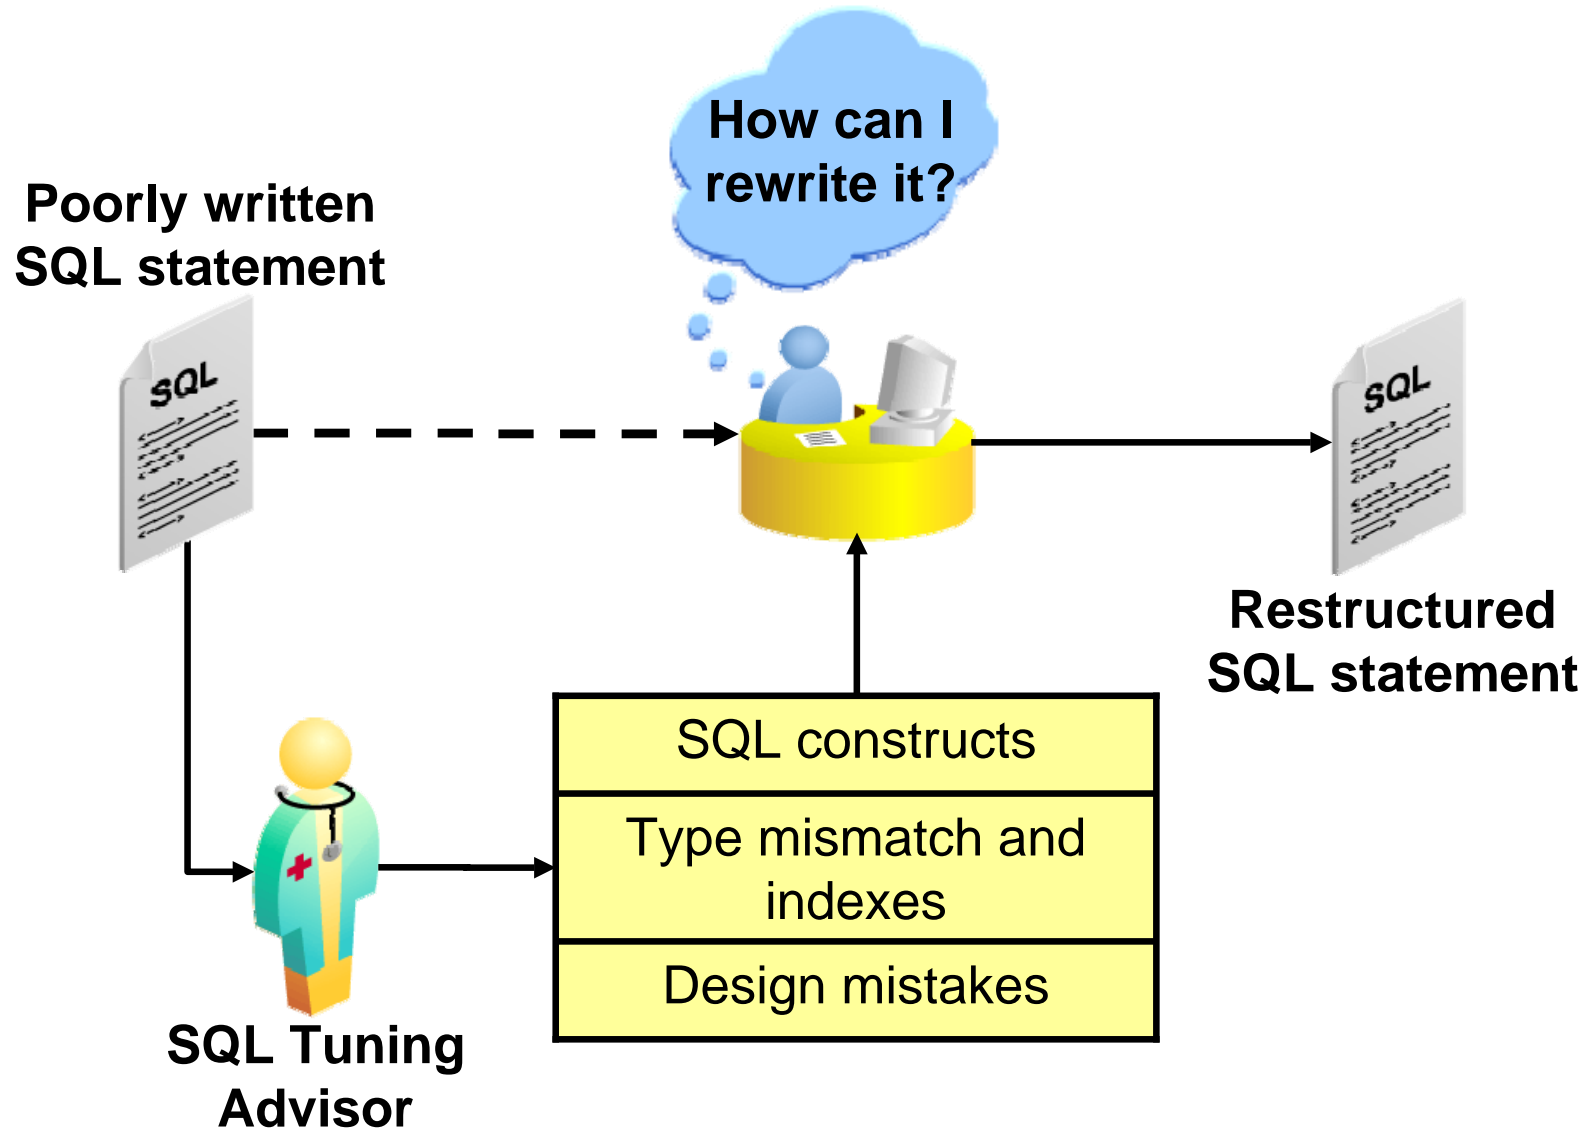 How can I
rewrite it?
Poorly written
SQL statement
SQL
SQL
Restructured
SQL statement
SQL constructs
Type mismatch and
indexes
Design mistakes
SQL Tuning
Advisor